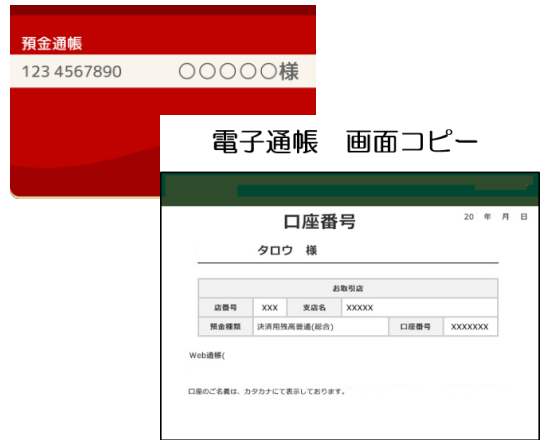 預金通帳
123 4567890 〇〇〇〇〇様
電子通帳 画面コピー
口座番号
20 年 月 日
タロウ 様
お取引店
店番号 XXX 支店名 XXXXX
預金種類 決済用残高普通(総合) 口座番号 XXXXXXX
Web通帳(
口座のご名義は、カタカナにて表示しております。